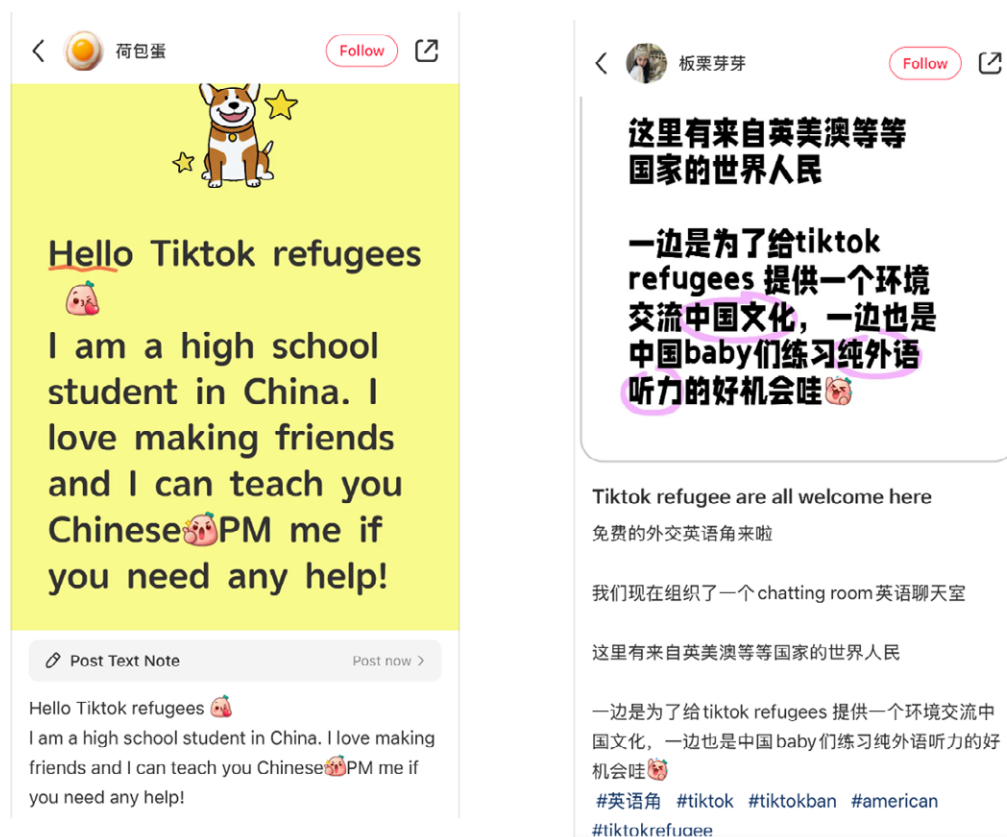 荷包蛋
Follow
Hello Tiktok refugees
I am a high school
student in China. I
love making friends
and I can teach you
Chinese PM me if
you need any help!
Post Text Note
Post now
Hello Tiktok refugees
I am a high school student in China. I love making
friends and I can teach you Chinese PM me if
you need any help!
板栗芽芽
Follow
这里有来自英美澳等等
国家的世界人民
一边是为了给tiktok
refugees 提供一个环境
交流中国文化，一边也是
中国baby们练习纯外语
听力的好机会哇
Tiktok refugee are all welcome here
免费的外交英语角来啦
我们现在组织了一个chatting room英语聊天室
这里有来自英美澳等等国家的世界人民
一边是为了给tiktok refugees 提供一个环境交流中
国文化，一边也是中国baby们练习纯外语听力的好
机会哇
#英语角 #tiktok #tiktokban #american
#tiktokrefugee